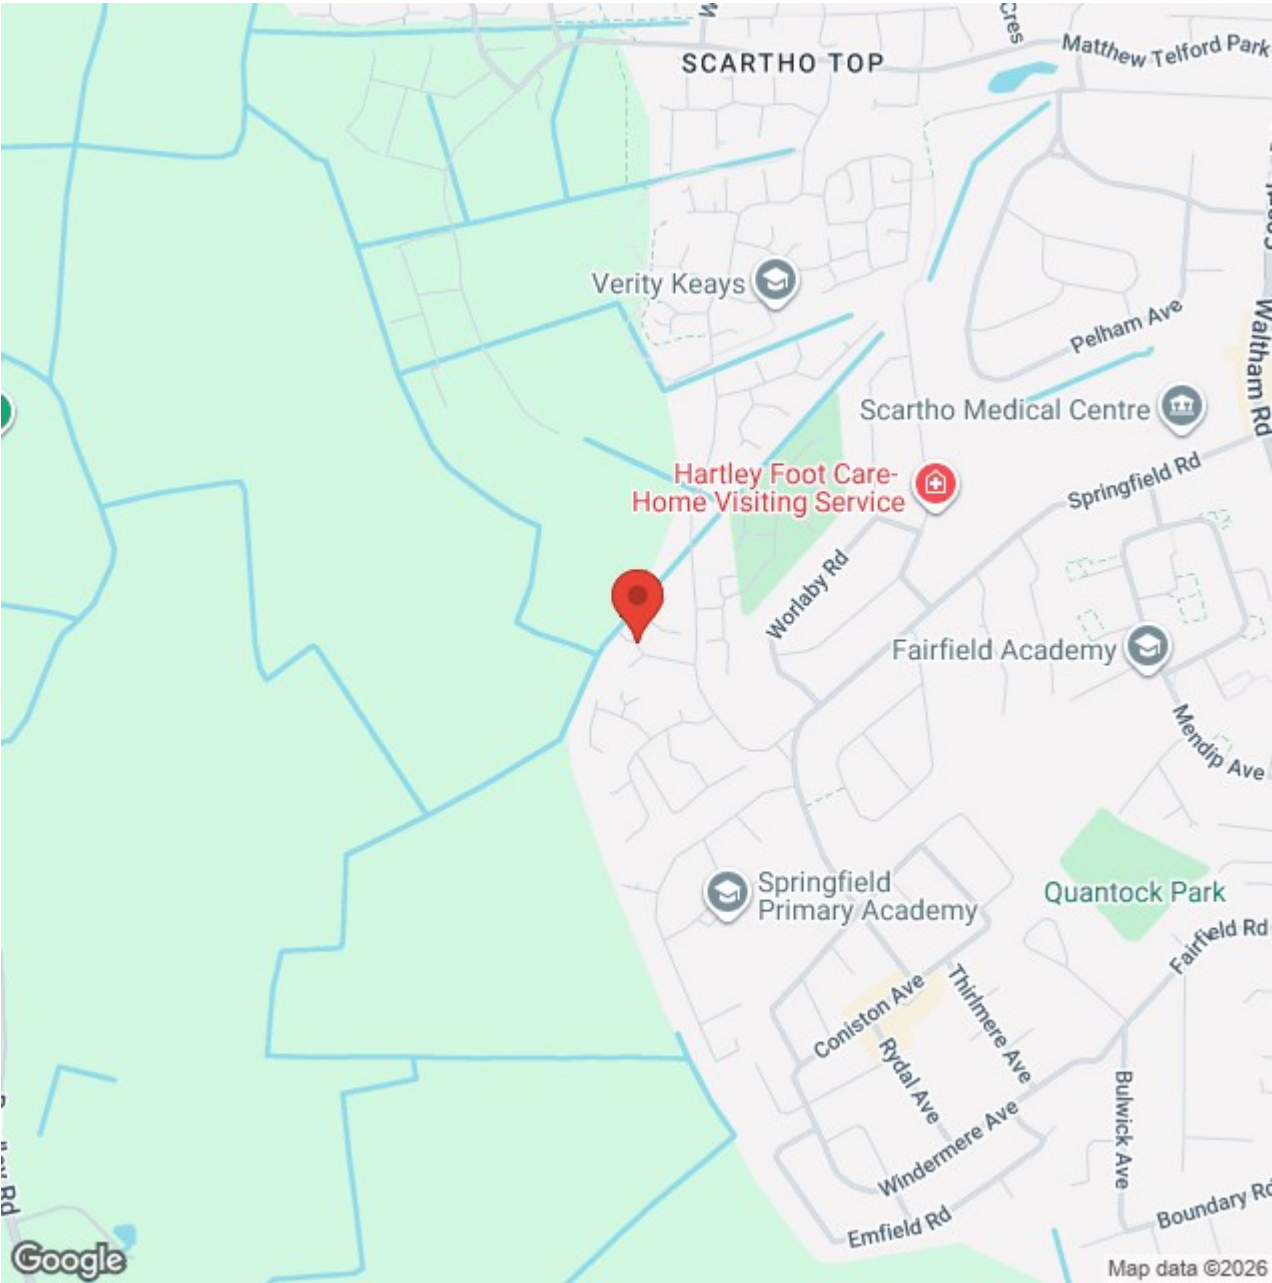 Matthew Telford Park
SCARTHO TOP
Verity Keays
Pelham Ave
Waltham Rd
Scartho Medical Centre
Hartley Foot Care-
Home Visiting Service
Springfield Rd
Worlaby Rd
Fairfield Academy
Mendip Ave
Springfield
Primary Academy
Quantock Park
Fairfield Rd
Coniston Ave
Thirlmere Ave
Rydal Ave
Windermere Ave
Bulwick Ave
Emfield Rd
Boundary Rd
Google
Map data ©2026